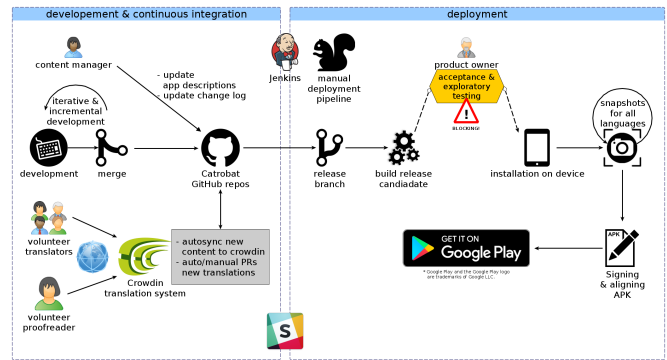 developement & continuous integration
deployment
content manager
- update
app descriptions
- update change log
Jenkins
manual
deployment
pipeline
product owner
acceptance &
exploratory
testing
BLOCKING!
snapshots
for all
languages
iterative &
incremental
development
development
merge
Catrobat
GitHub repos
release
branch
build release
candiadate
installation on device
volunteer
translators
Crowdin
translation system
- autosync new
content to crowdin
- auto/manual PRs
new translations
volunteer
proofreader
GET IT ON
Google Play
* Google Play and the Google Play logo
are trademarks of Google LLC.
APK
Signing
& aligning
APK
S